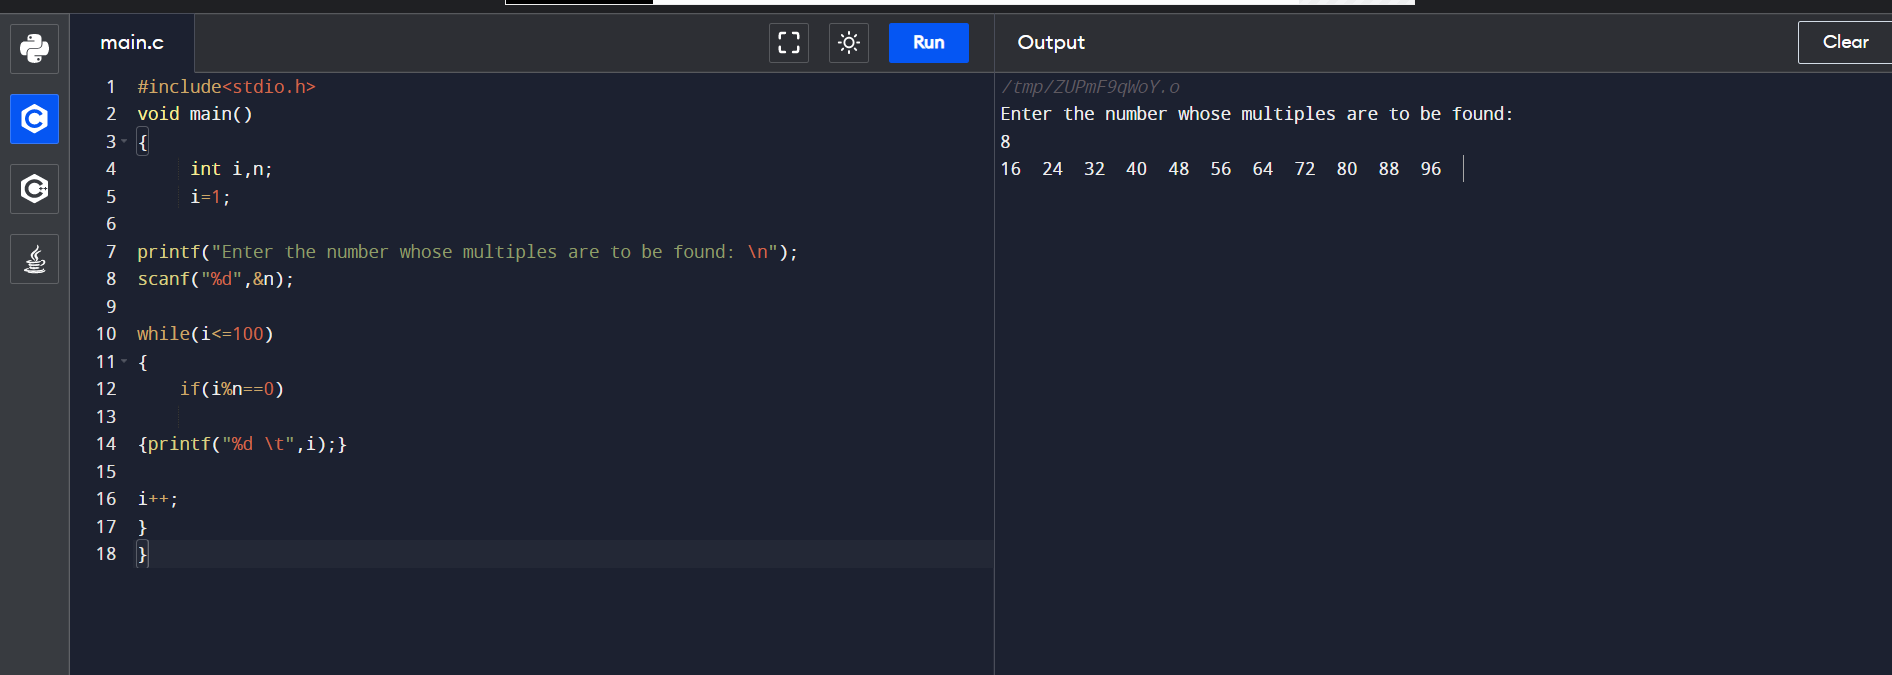 main.c
Run
1 #include<stdio.h>
2 void main()
3 {
4 int i,n;
5 i=1;
6
7 printf("Enter the number whose multiples are to be found: \n");
8 scanf("%d",&n);
9
10 while(i<=100)
11 {
12 if(i%n==0)
13
14 {printf("%d \t",i);}
15
16 i++;
17 }
18 }
Output
Clear
/tmp/ZUPmF9qWoY.o
Enter the number whose multiples are to be found:
8
16 24 32 40 48 56 64 72 80 88 96